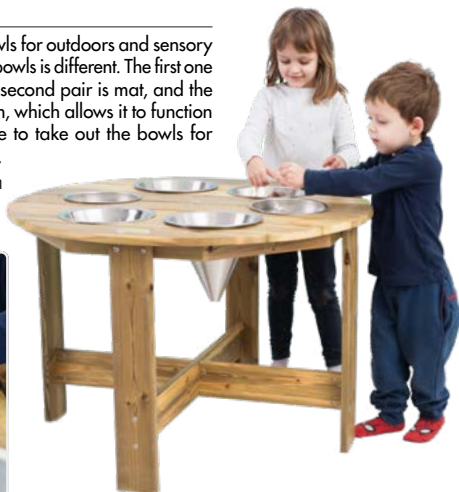 wls for outdoors and sensory
bowls is different. The first one
second pair is mat, and the
, which allows it to function
e to take out the bowls for